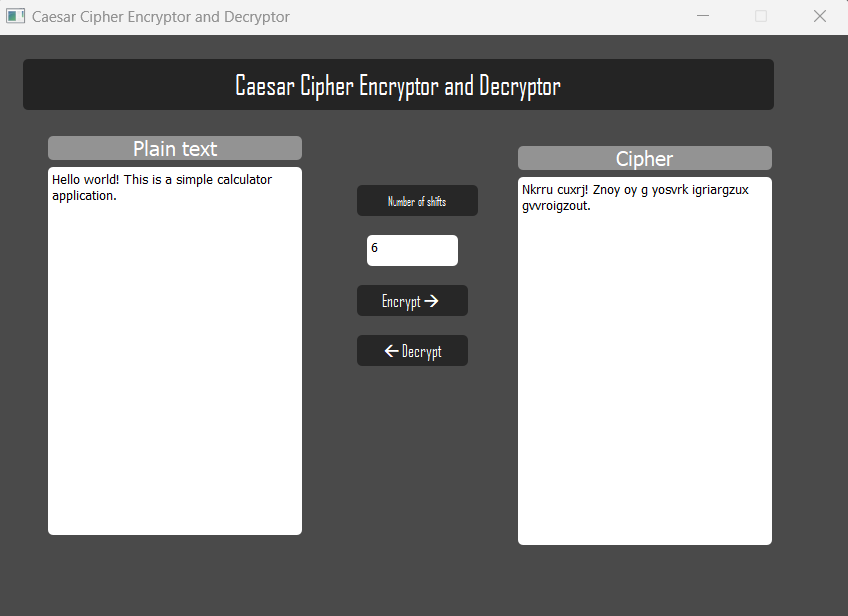 Caesar Cipher Encryptor and Decryptor
Caesar Cipher Encryptor and Decryptor
Plain text
Hello world! This is a simple calculator
application.
Number of shifts
6
Encrypt →
← Decrypt
Cipher
Nkrru cuxrj! Znoy oy g yosvrk igriargzux
gvvroigzout.